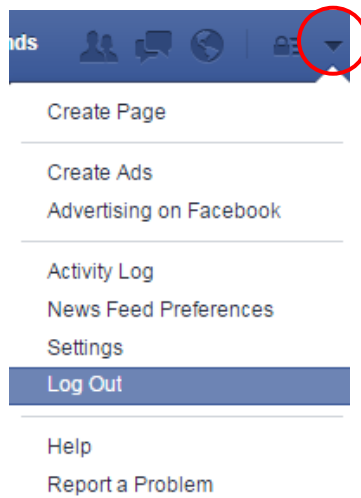 nds
Create Page
Create Ads
Advertising on Facebook
Activity Log
News Feed Preferences
Settings
Log Out
Help
Report a Problem